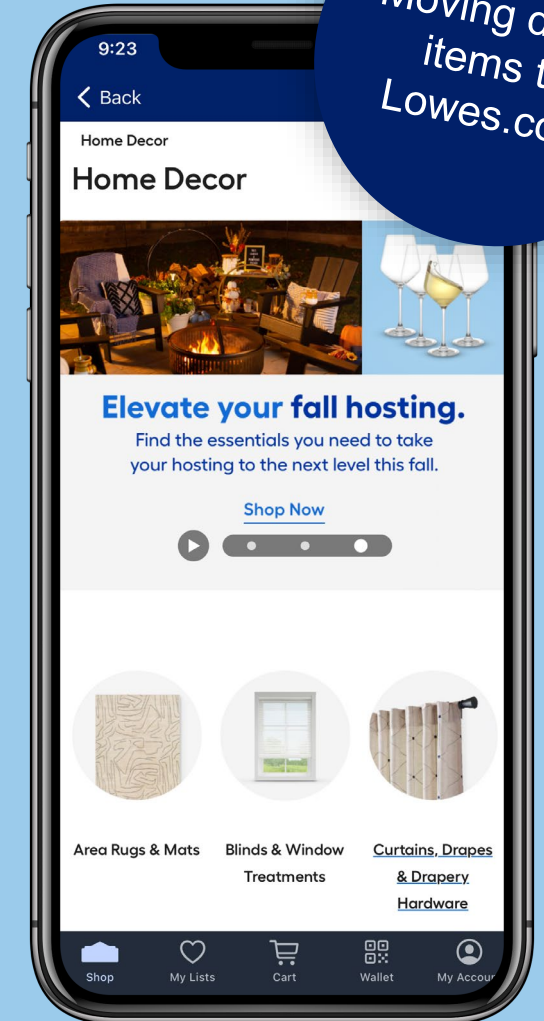 Moving
items
Lowes.co
9:23
Back
Home Decor
Home Decor
Elevate your fall hosting.
Find the essentials you need to take
your hosting to the next level this fall.
Shop Now
Area Rugs & Mats
Blinds & Window
Treatments
Curtains, Drapes
& Drapery
Hardware
Shop
My Lists
Cart
Wallet
My Accour